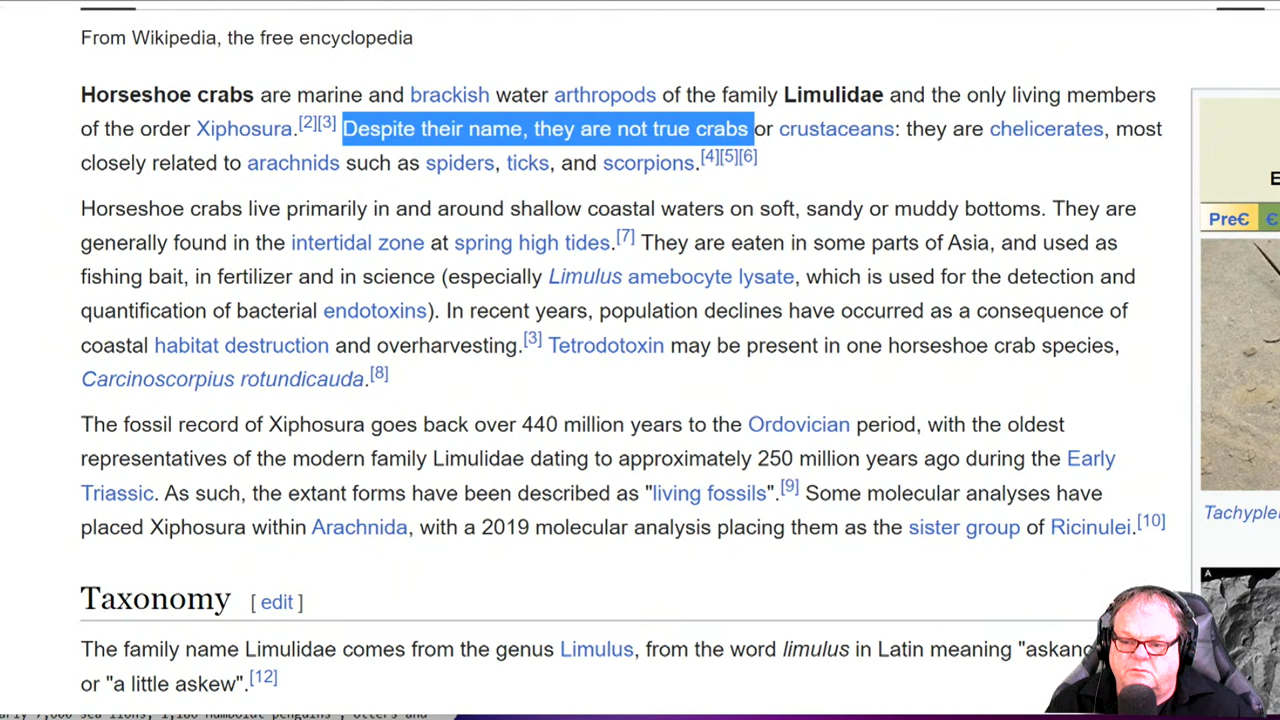 From Wikipedia, the free encyclopedia
Horseshoe crabs are marine and brackish water arthropods of the family Limulidae and the only living members
of the order Xiphosura.[2][3] Despite their name, they are not true crabs or crustaceans: they are chelicerates, most
closely related to arachnids such as spiders, ticks, and scorpions.[4][5][6]
Horseshoe crabs live primarily in and around shallow coastal waters on soft, sandy or muddy bottoms. They are
generally found in the intertidal zone at spring high tides.[7] They are eaten in some parts of Asia, and used as
fishing bait, in fertilizer and in science (especially Limulus amebocyte lysate, which is used for the detection and
quantification of bacterial endotoxins). In recent years, population declines have occurred as a consequence of
coastal habitat destruction and overharvesting.[3] Tetrodotoxin may be present in one horseshoe crab species,
Carcinoscorpius rotundicauda.[8]
The fossil record of Xiphosura goes back over 440 million years to the Ordovician period, with the oldest
representatives of the modern family Limulidae dating to approximately 250 million years ago during the Early
Triassic. As such, the extant forms have been described as "living fossils".[9] Some molecular analyses have
placed Xiphosura within Arachnida, with a 2019 molecular analysis placing them as the sister group of Ricinulei.[10]
Taxonomy [ edit ]
The family name Limulidae comes from the genus Limulus, from the word limulus in Latin meaning "askanc
or "a little askew".[12]
E
PreЄ Є
Tachyple
A